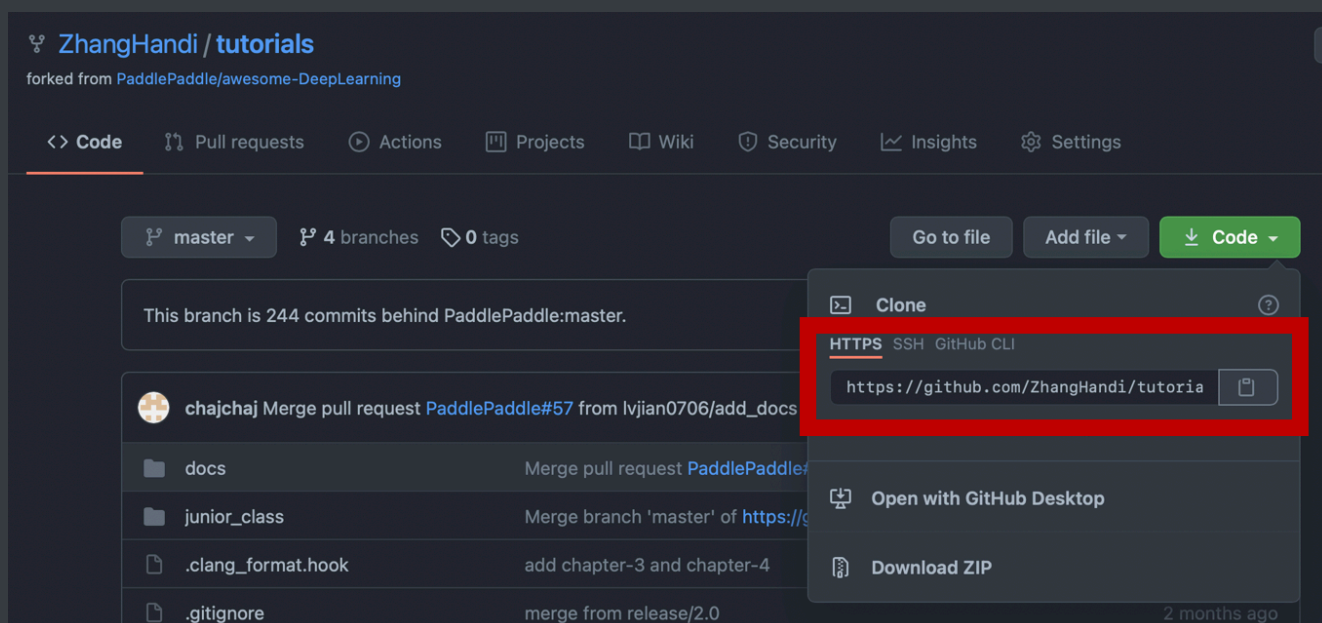 ZhangHandi / tutorials
forked from PaddlePaddle/awesome-DeepLearning
<> Code Pull requests Actions Projects Wiki Security Insights Settings
master 4 branches 0 tags Go to file Add file Code
This branch is 244 commits behind PaddlePaddle:master.
Clone
HTTPS SSH GitHub CLI
https://github.com/ZhangHandi/tutoria
chajchaj Merge pull request PaddlePaddle#57 from lvjian0706/add_docs
docs Merge pull request PaddlePaddle#
junior_class Merge branch 'master' of https://g
Open with GitHub Desktop
.clang_format.hook add chapter-3 and chapter-4
Download ZIP
.gitignore merge from release/2.0 2 months ago